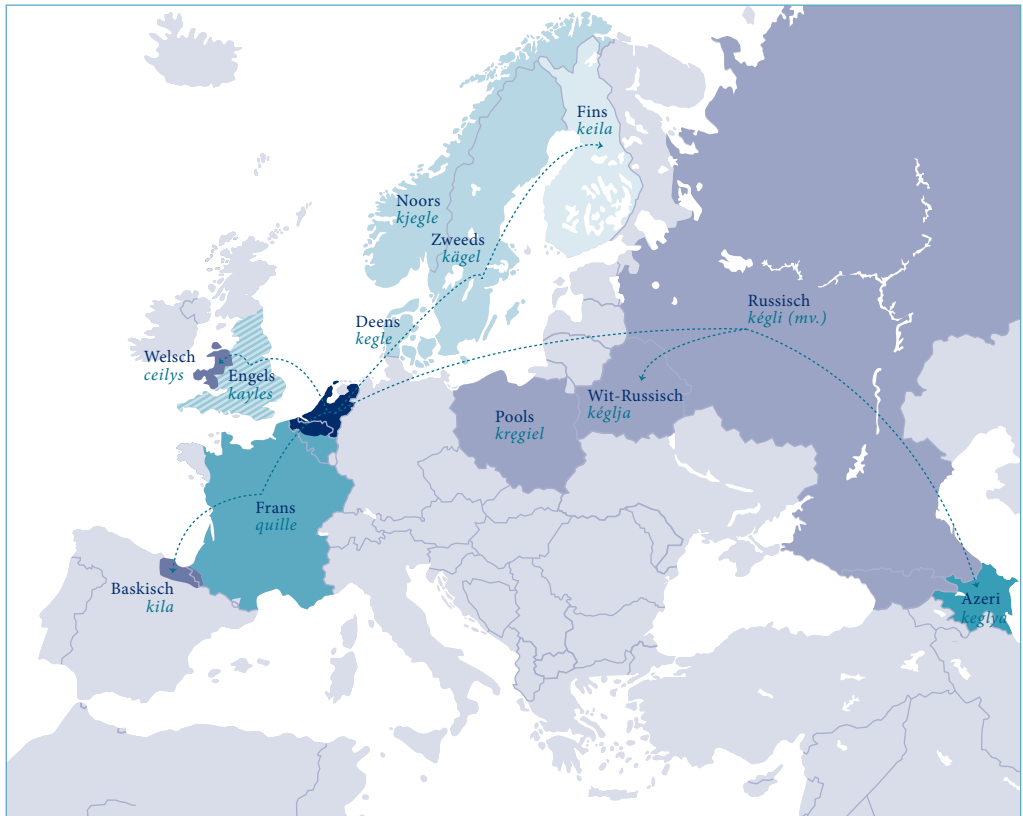 Fins
keila
Noors
kjegle
Zweeds
kägel
Russisch
kégli (mv.)
Deens
kegle
Welsch
ceilys
Engels
kayles
Wit-Russisch
kéglja
Pools
kręgiel
Frans
quille
Baskisch
kila
Azeri
keglya